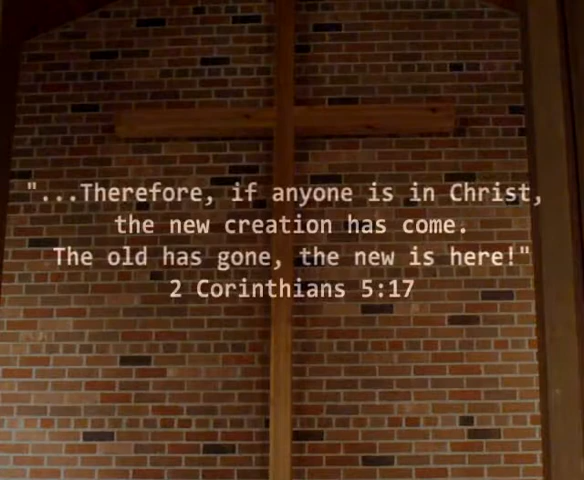 "...Therefore, if anyone is in Christ,
the new creation has come.
The old has gone, the new is here!"
2 Corinthians 5:17